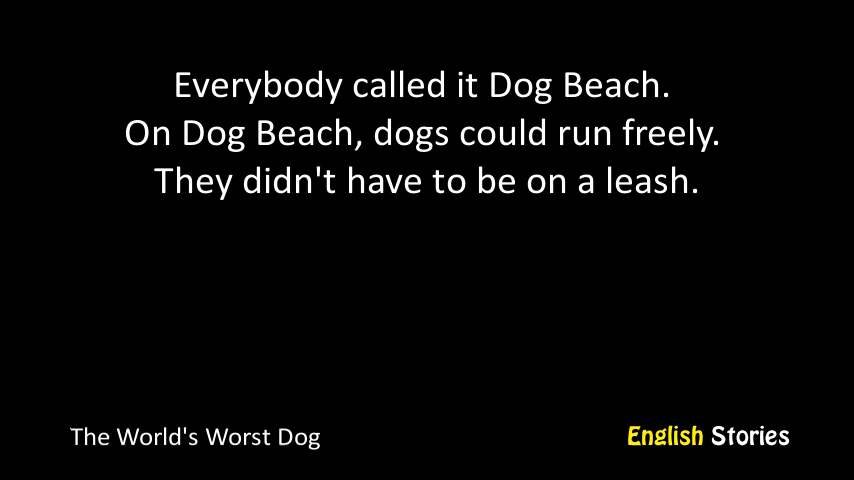 Everybody called it Dog Beach.
On Dog Beach, dogs could run freely.
They didn't have to be on a leash.
The World's Worst Dog
English Stories